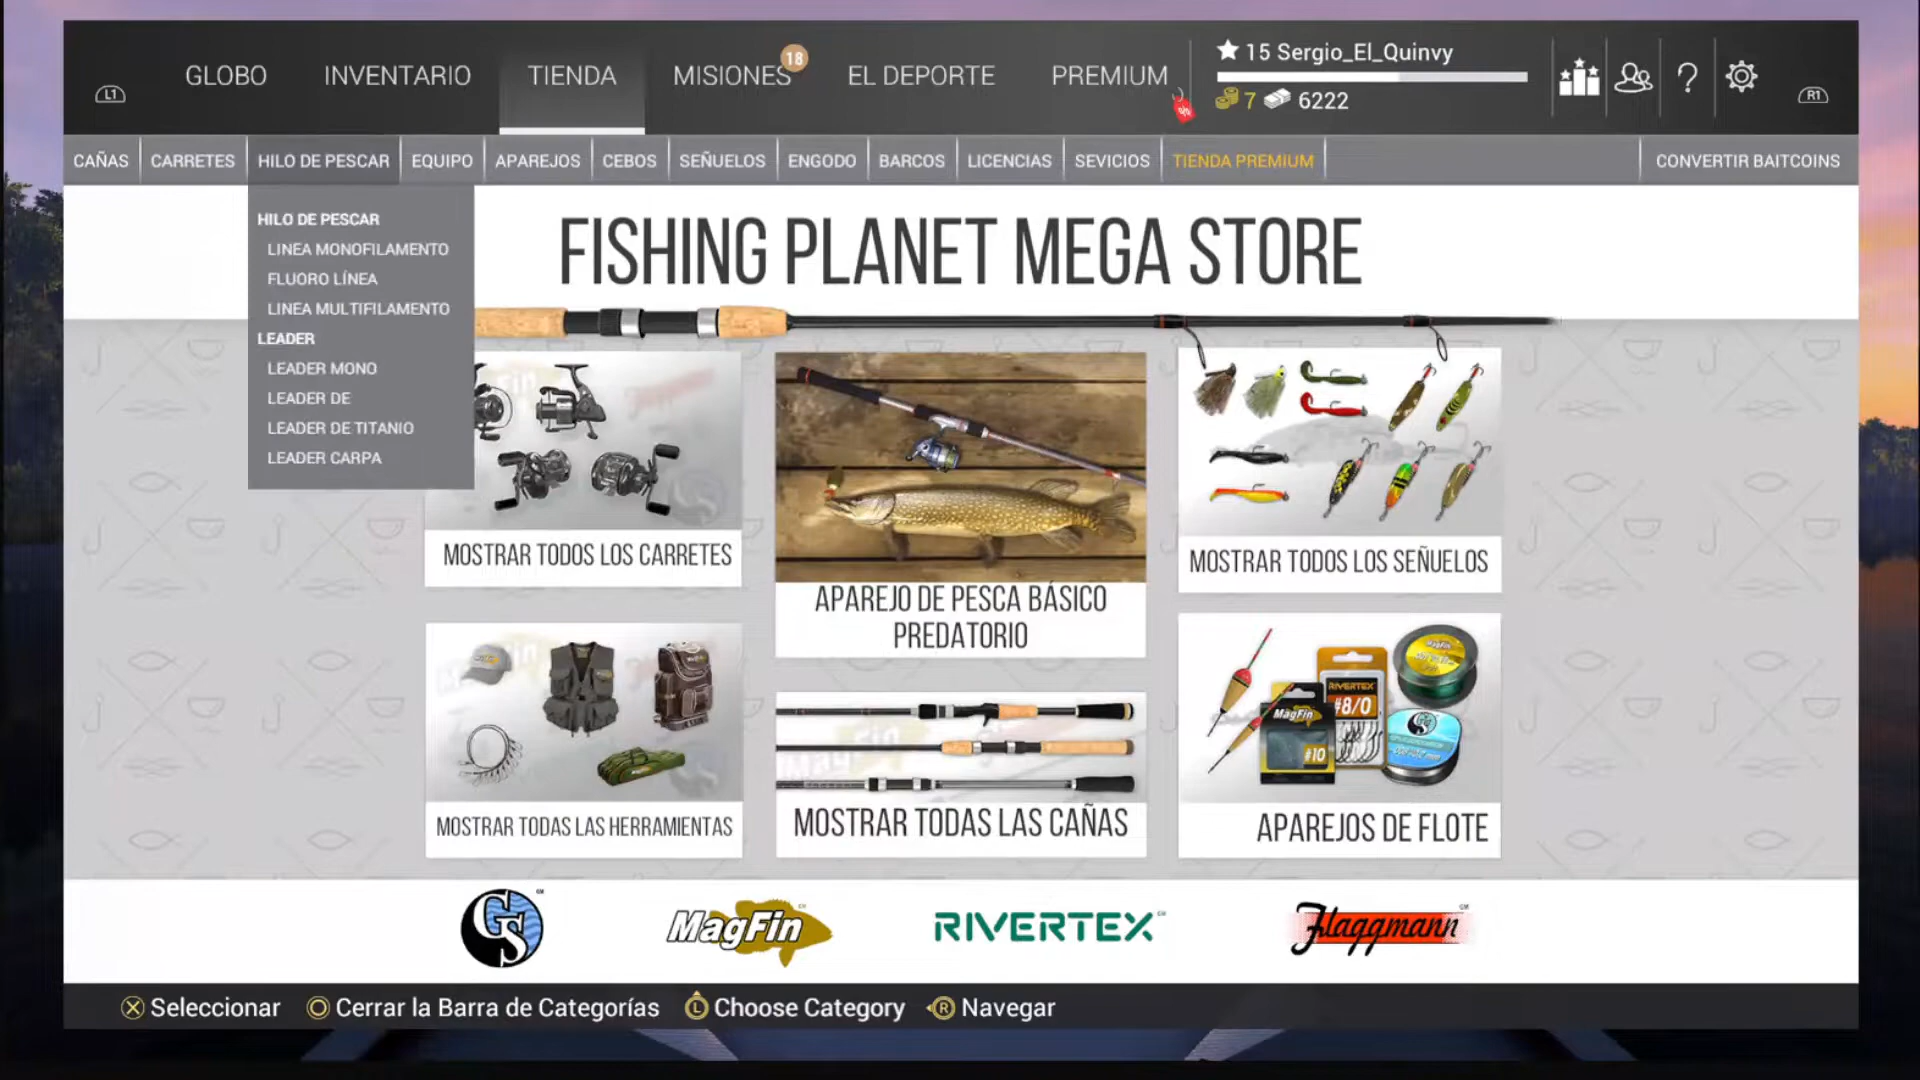 L1
GLOBO
INVENTARIO
TIENDA
MISIONES
18
EL DEPORTE
PREMIUM
15 Sergio_El_Quinvy
7 6222
?
R1
CAÑAS
CARRETES
HILO DE PESCAR
EQUIPO
APAREJOS
CEBOS
SEÑUELOS
ENGODO
BARCOS
LICENCIAS
SEVICIOS
TIENDA PREMIUM
CONVERTIR BAITCOINS
HILO DE PESCAR
LINEA MONOFILAMENTO
FLUORO LÍNEA
LINEA MULTIFILAMENTO
LEADER
LEADER MONO
LEADER DE
LEADER DE TITANIO
LEADER CARPA
FISHING PLANET MEGA STORE
MOSTRAR TODOS LOS CARRETES
APAREJO DE PESCA BÁSICO
PREDATORIO
MOSTRAR TODOS LOS SEÑUELOS
MagFin
MOSTRAR TODAS LAS HERRAMIENTAS
MOSTRAR TODAS LAS CAÑAS
MagFin
RIVERTEX
#8/0
MagFin
#10
APAREJOS DE FLOTE
GS
MagFin
RIVERTEX
Flaggmann
Seleccionar
Cerrar la Barra de Categorías
L Choose Category
R Navegar